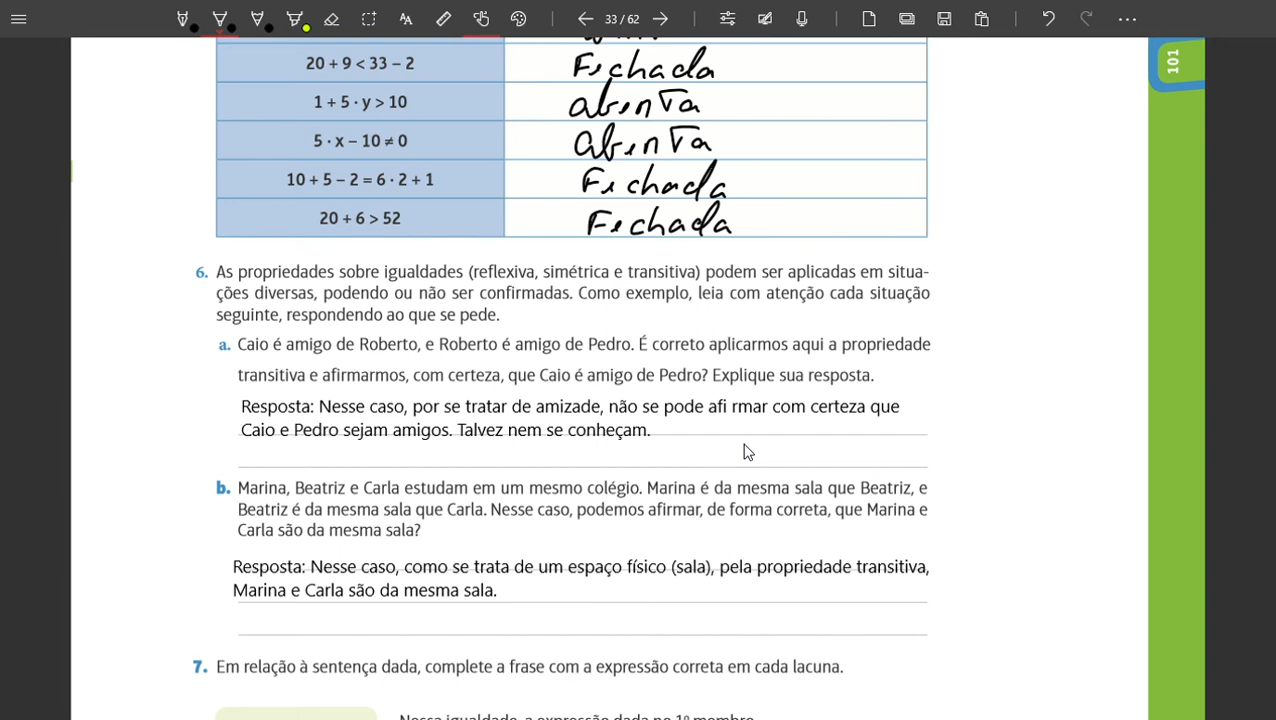 33 / 62
101
20 + 9 < 33 – 2 Fechada
1 + 5 · y > 10 aberta
5 · x – 10 ≠ 0 aberta
10 + 5 – 2 = 6 · 2 + 1 Fechada
20 + 6 > 52 Fechada
6. As propriedades sobre igualdades (reflexiva, simétrica e transitiva) podem ser aplicadas em situa-
ções diversas, podendo ou não ser confirmadas. Como exemplo, leia com atenção cada situação
seguinte, respondendo ao que se pede.
a. Caio é amigo de Roberto, e Roberto é amigo de Pedro. É correto aplicarmos aqui a propriedade
transitiva e afirmarmos, com certeza, que Caio é amigo de Pedro? Explique sua resposta.
Resposta: Nesse caso, por se tratar de amizade, não se pode afi rmar com certeza que
Caio e Pedro sejam amigos. Talvez nem se conheçam.
b. Marina, Beatriz e Carla estudam em um mesmo colégio. Marina é da mesma sala que Beatriz, e
Beatriz é da mesma sala que Carla. Nesse caso, podemos afirmar, de forma correta, que Marina e
Carla são da mesma sala?
Resposta: Nesse caso, como se trata de um espaço físico (sala), pela propriedade transitiva,
Marina e Carla são da mesma sala.
7. Em relação à sentença dada, complete a frase com a expressão correta em cada lacuna.
Nessa igualdade, a expressão dada no 1º membro